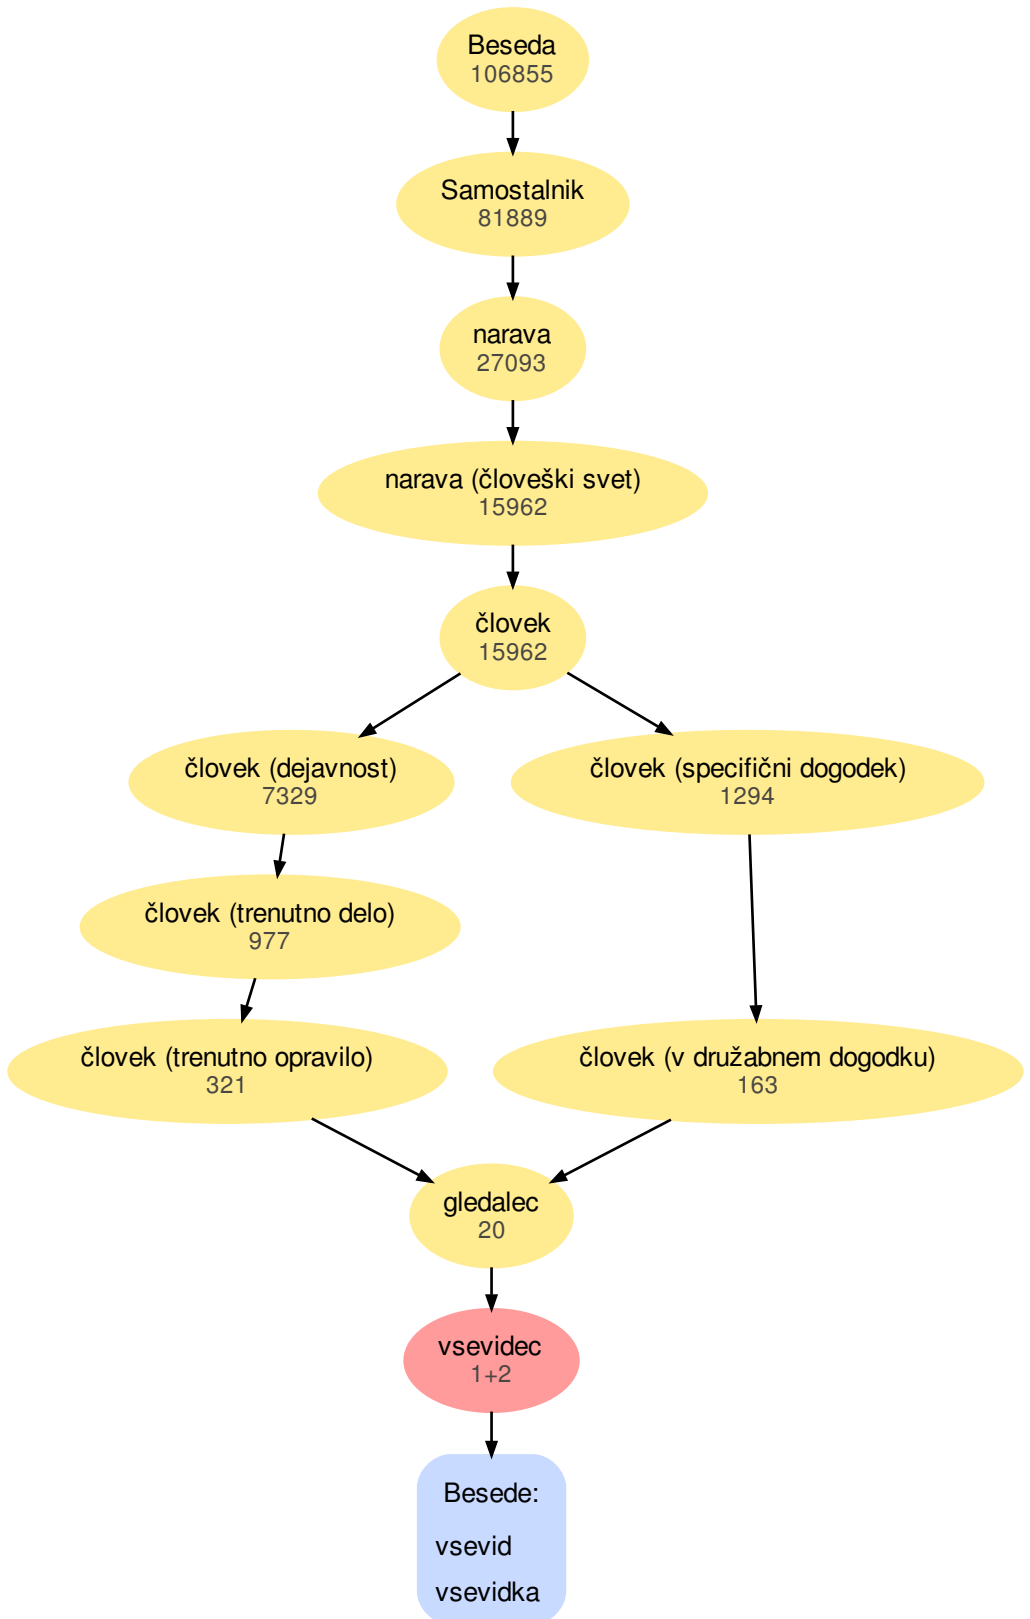 Beseda
106855
Samostalnik
81889
narava
27093
narava (človeški svet)
15962
človek
15962
človek (dejavnost)
7329
človek (specifični dogodek)
1294
človek (trenutno delo)
977
človek (trenutno opravilo)
321
človek (v družabnem dogodku)
163
gledalec
20
vsevidec
1+2
Besede:
vsevid
vsevidka